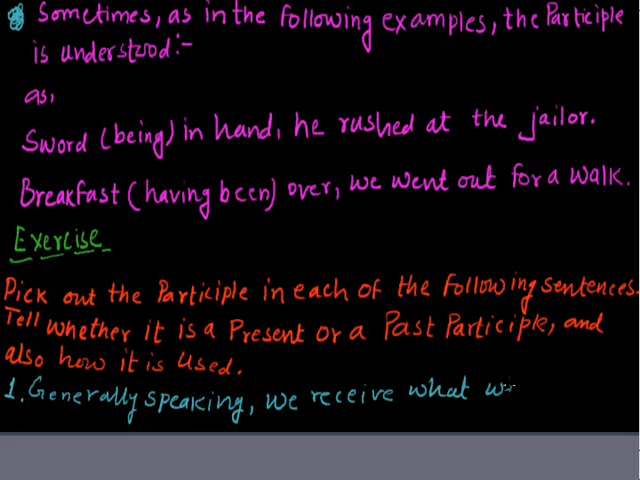 Sometimes, as in the following examples, the Participle
is understood:-
as,
Sword (being) in hand, he rushed at the jailor.
Breakfast (having been) over, we went out for a walk.
Exercise
Pick out the Participle in each of the following sentences.
Tell whether it is a Present or a Past Participle, and
also how it is used.
1. Generally speaking, we receive what w